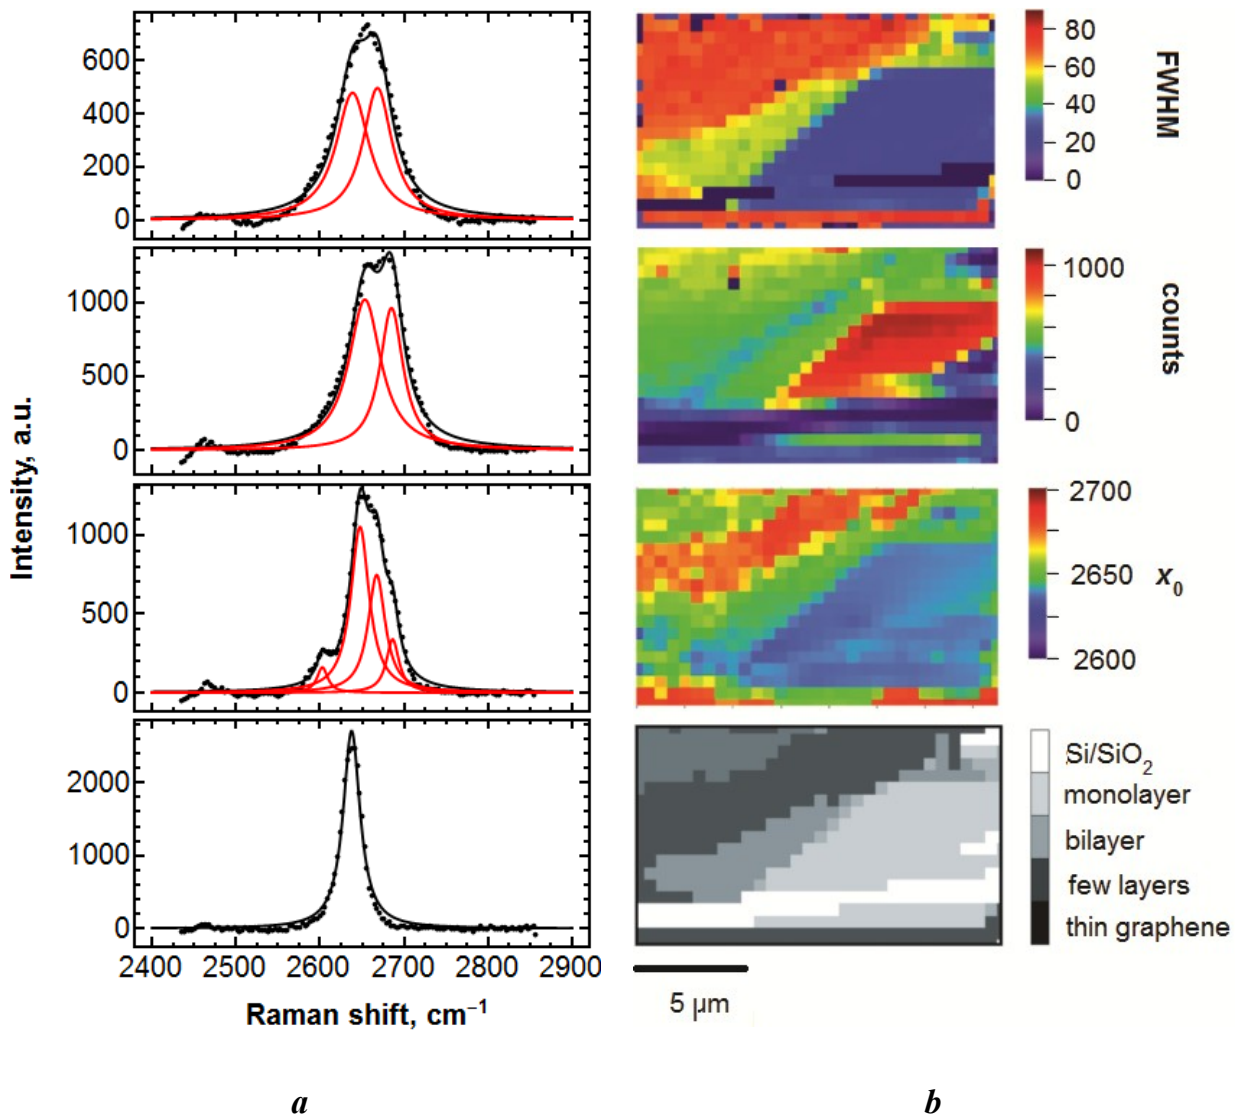 600
400
200
0
1000
500
0
1000
500
0
2000
1000
0
2400 2500 2600 2700 2800 2900
Intensity, a.u.
Raman shift, cm⁻¹
a
80
60
40
20
0
FWHM
1000
0
counts
2700
2650
2600
x₀
Si/SiO₂
monolayer
bilayer
few layers
thin graphene
5 µm
b